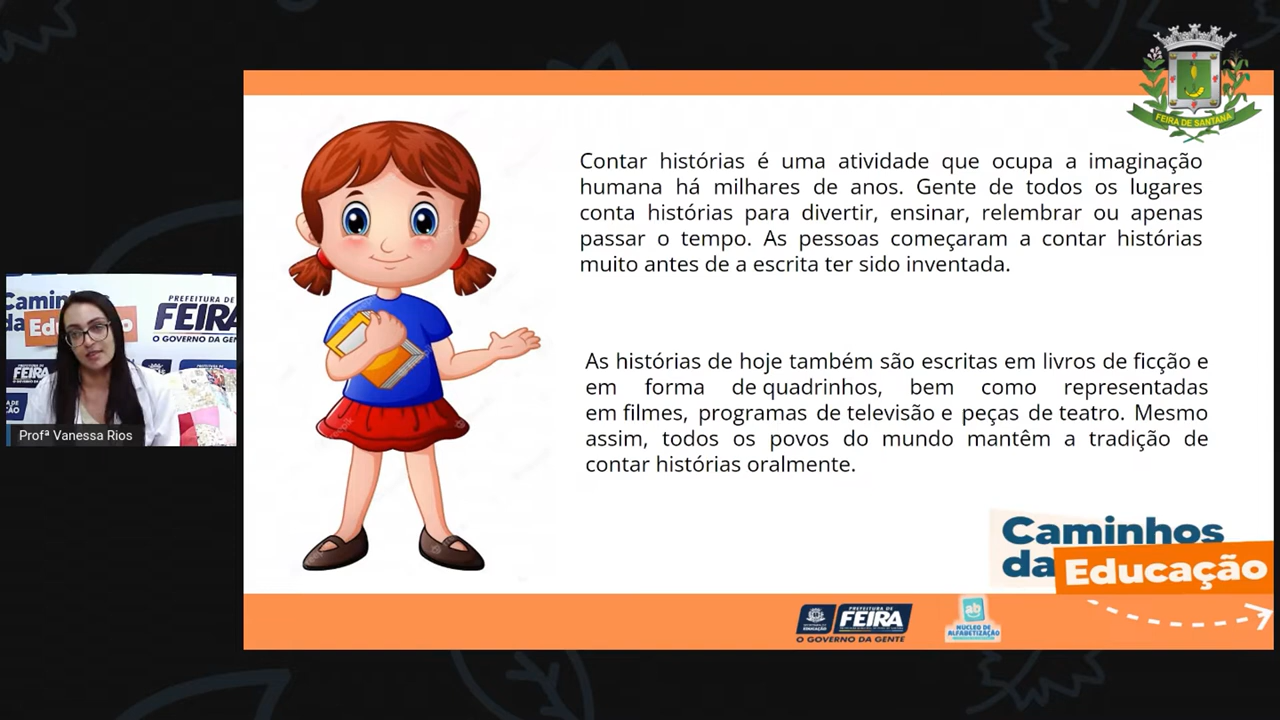 FEIRA DE SANTANA
Contar histórias é uma atividade que ocupa a imaginação
humana há milhares de anos. Gente de todos os lugares
conta histórias para divertir, ensinar, relembrar ou apenas
passar o tempo. As pessoas começaram a contar histórias
muito antes de a escrita ter sido inventada.
As histórias de hoje também são escritas em livros de ficção e
em forma de quadrinhos, bem como representadas
em filmes, programas de televisão e peças de teatro. Mesmo
assim, todos os povos do mundo mantêm a tradição de
contar histórias oralmente.
PREFEITURA DE
FEIRA
O GOVERNO DA GENTE
Profª Vanessa Rios
Caminhos
da Educação
PREFEITURA DE
FEIRA
O GOVERNO DA GENTE
ab
NÚCLEO DE
ALFABETIZAÇÃO